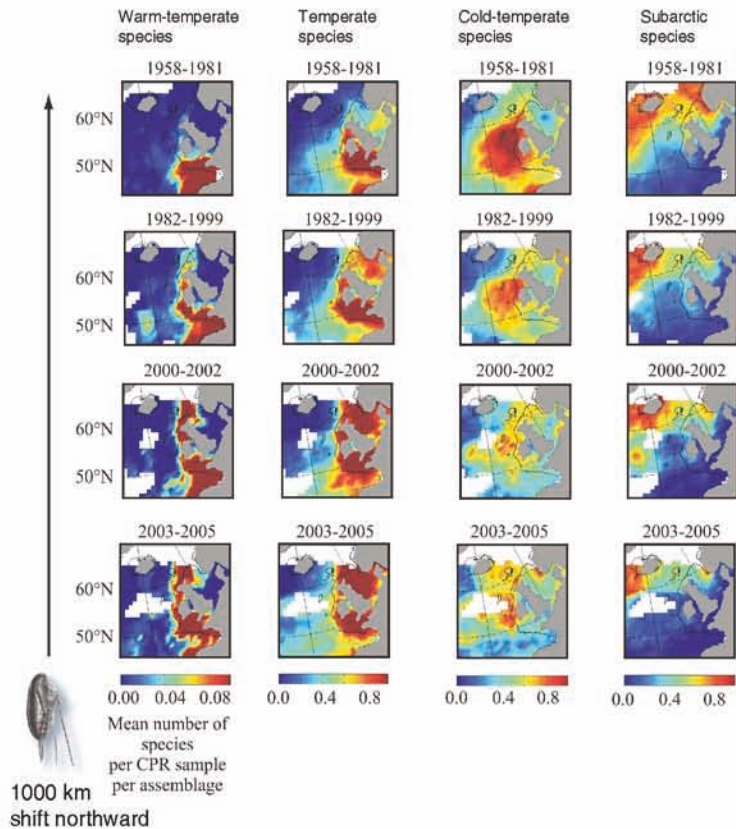 Warm-temperate species
Temperate species
Cold-temperate species
Subarctic species
1958-1981
1958-1981
1958-1981
1958-1981
60°N
50°N
1982-1999
1982-1999
1982-1999
1982-1999
60°N
50°N
2000-2002
2000-2002
2000-2002
2000-2002
60°N
50°N
2003-2005
2003-2005
2003-2005
2003-2005
60°N
50°N
0.00 0.04 0.08
0.0 0.4 0.8
0.0 0.4 0.8
0.0 0.4 0.8
Mean number of
species
per CPR sample
per assemblage
1000 km
shift northward